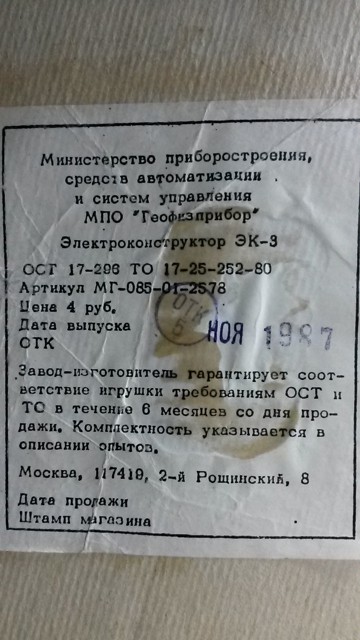 Министерство приборостроения,
средств автоматизации
и систем управления
МПО "Геофизприбор"
Электроконструктор ЭК-3
ОСТ 17-296 ТО 17-25-252-80
Артикул МГ-085-01-2578
Цена 4 руб.
Дата выпуска НОЯ 1987
ОТК
ОТК
6
Завод-изготовитель гарантирует соот-
ветствие игрушки требованиям ОСТ и
ТО в течение 6 месяцев со дня про-
дажи. Комплектность указывается в
описании опытов.
Москва, 117419, 2-й Рощинский, 8
Дата продажи
Штамп магазина